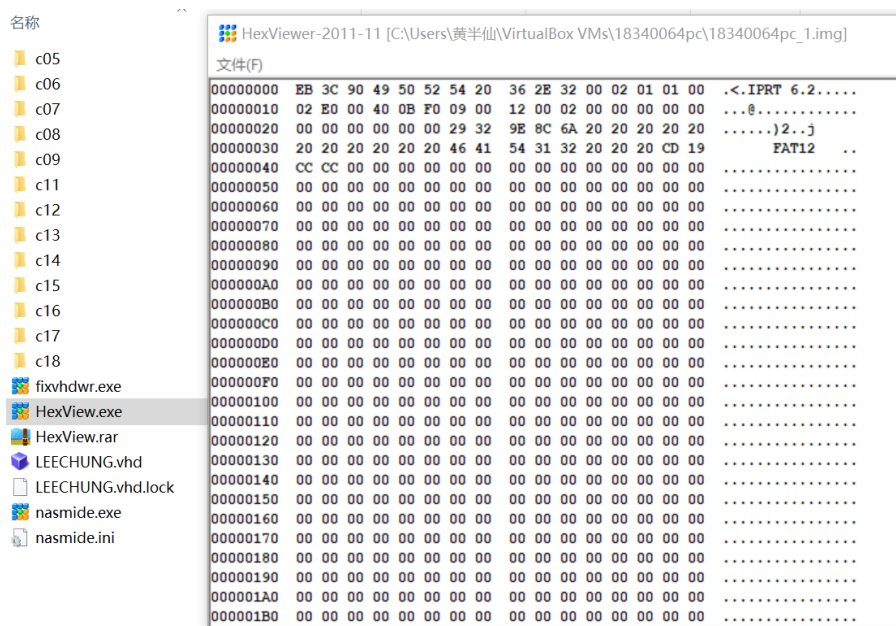 名称
c05
c06
c07
c08
c09
c11
c12
c13
c14
c15
c16
c17
c18
fixvhdwr.exe
HexView.exe
HexView.rar
LEECHUNG.vhd
LEECHUNG.vhd.lock
nasmide.exe
nasmide.ini
HexViewer-2011-11 [C:\Users\黄半仙\VirtualBox VMs\18340064pc\18340064pc_1.img]
文件(F)
00000000 EB 3C 90 49 50 52 54 20 36 2E 32 00 02 01 01 00 .<.IPRT 6.2.....
00000010 02 E0 00 40 0B F0 09 00 12 00 02 00 00 00 00 00 ...@............
00000020 00 00 00 00 00 00 29 32 9E 8C 6A 20 20 20 20 20 ......)2..j
00000030 20 20 20 20 20 20 46 41 54 31 32 20 20 20 CD 19 FAT12 ..
00000040 CC CC 00 00 00 00 00 00 00 00 00 00 00 00 00 00 ................
00000050 00 00 00 00 00 00 00 00 00 00 00 00 00 00 00 00 ................
00000060 00 00 00 00 00 00 00 00 00 00 00 00 00 00 00 00 ................
00000070 00 00 00 00 00 00 00 00 00 00 00 00 00 00 00 00 ................
00000080 00 00 00 00 00 00 00 00 00 00 00 00 00 00 00 00 ................
00000090 00 00 00 00 00 00 00 00 00 00 00 00 00 00 00 00 ................
000000A0 00 00 00 00 00 00 00 00 00 00 00 00 00 00 00 00 ................
000000B0 00 00 00 00 00 00 00 00 00 00 00 00 00 00 00 00 ................
000000C0 00 00 00 00 00 00 00 00 00 00 00 00 00 00 00 00 ................
000000D0 00 00 00 00 00 00 00 00 00 00 00 00 00 00 00 00 ................
000000E0 00 00 00 00 00 00 00 00 00 00 00 00 00 00 00 00 ................
000000F0 00 00 00 00 00 00 00 00 00 00 00 00 00 00 00 00 ................
00000100 00 00 00 00 00 00 00 00 00 00 00 00 00 00 00 00 ................
00000110 00 00 00 00 00 00 00 00 00 00 00 00 00 00 00 00 ................
00000120 00 00 00 00 00 00 00 00 00 00 00 00 00 00 00 00 ................
00000130 00 00 00 00 00 00 00 00 00 00 00 00 00 00 00 00 ................
00000140 00 00 00 00 00 00 00 00 00 00 00 00 00 00 00 00 ................
00000150 00 00 00 00 00 00 00 00 00 00 00 00 00 00 00 00 ................
00000160 00 00 00 00 00 00 00 00 00 00 00 00 00 00 00 00 ................
00000170 00 00 00 00 00 00 00 00 00 00 00 00 00 00 00 00 ................
00000180 00 00 00 00 00 00 00 00 00 00 00 00 00 00 00 00 ................
00000190 00 00 00 00 00 00 00 00 00 00 00 00 00 00 00 00 ................
000001A0 00 00 00 00 00 00 00 00 00 00 00 00 00 00 00 00 ................
000001B0 00 00 00 00 00 00 00 00 00 00 00 00 00 00 00 00 ................